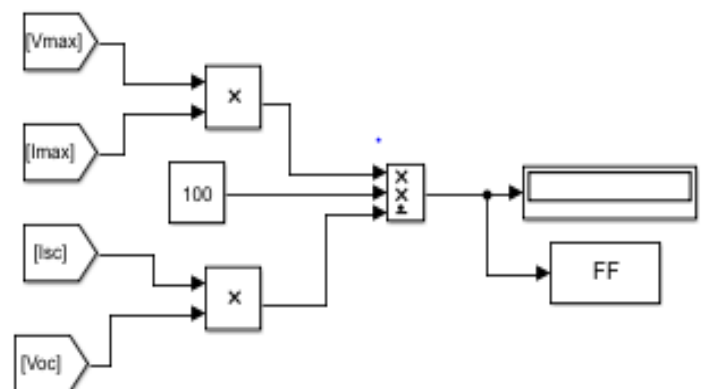 [Vmax]
×
[Imax]
100
×
×
÷
[Isc]
FF
×
[Voc]